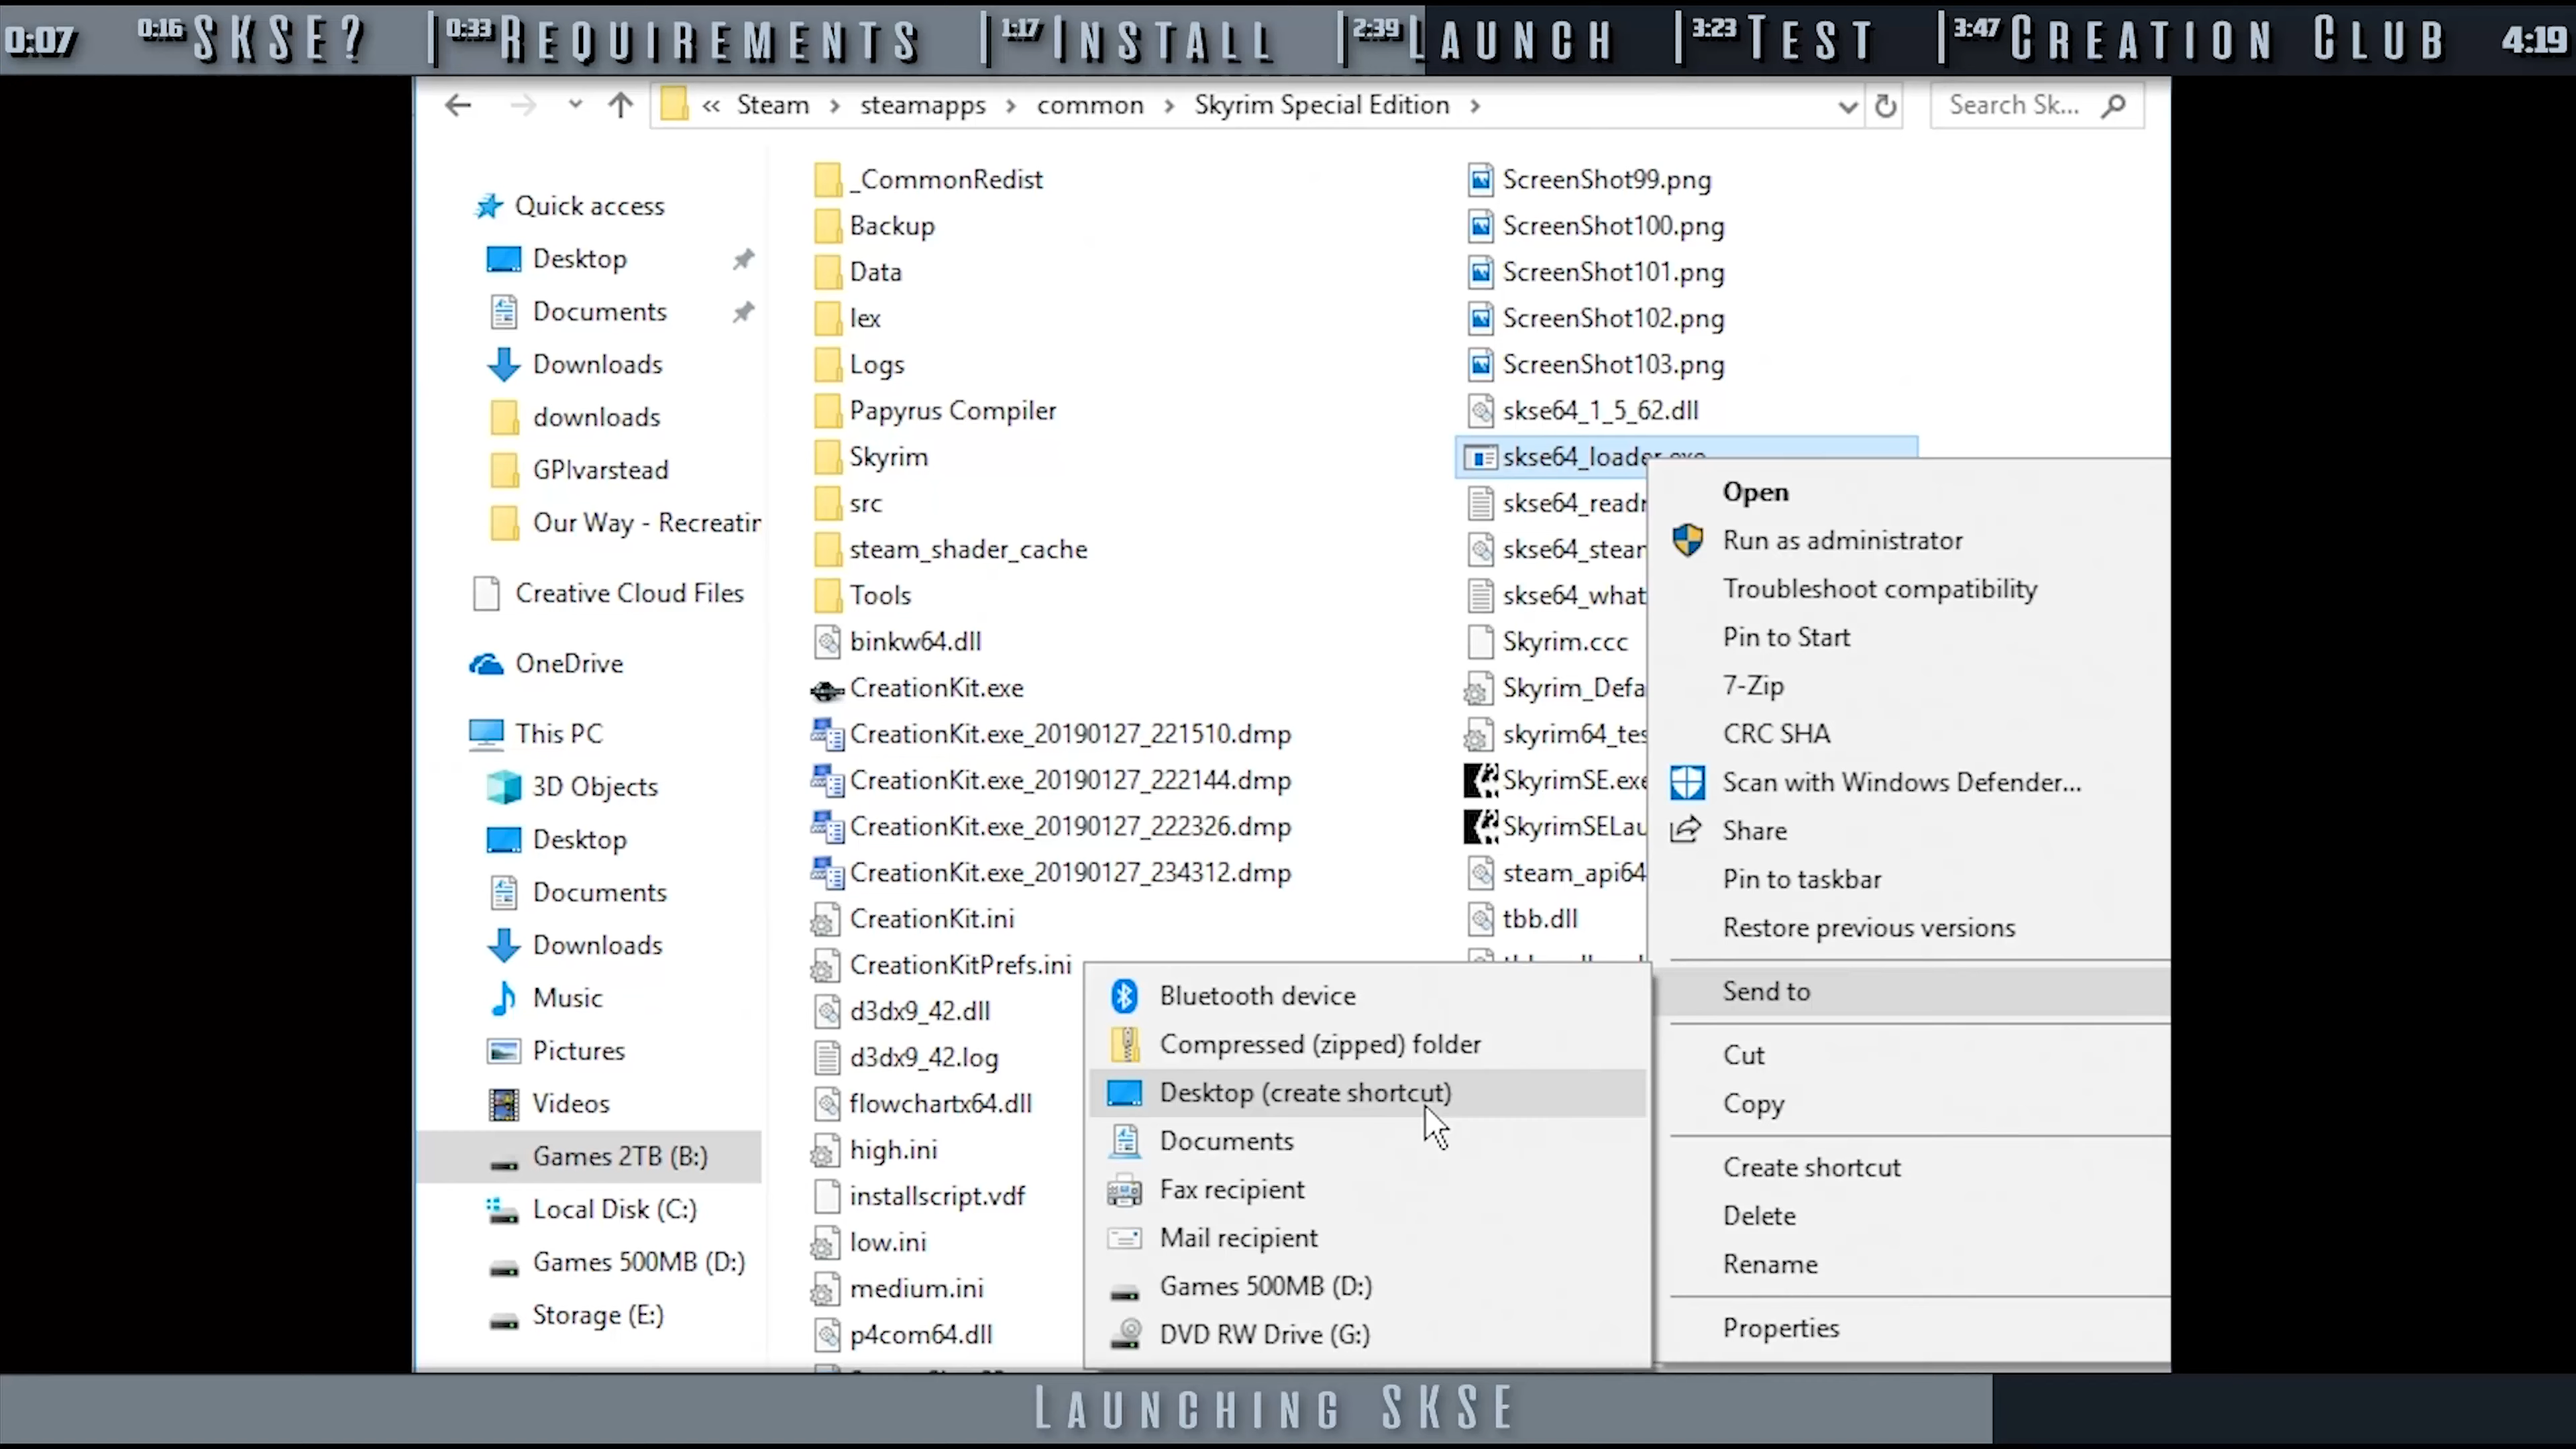 0:07 0:16 SKSE? 0:33 REQUIREMENTS 1:17 INSTALL 2:39 LAUNCH 3:23 TEST 3:47 CREATION CLUB 4:19
« Steam > steamapps > common > Skyrim Special Edition > Search Sk...
Quick access
Desktop
Documents
Downloads
downloads
GPIvarstead
Our Way - Recreatin
Creative Cloud Files
OneDrive
This PC
3D Objects
Desktop
Documents
Downloads
Music
Pictures
Videos
Games 2TB (B:)
Local Disk (C:)
Games 500MB (D:)
Storage (E:)
_CommonRedist
Backup
Data
lex
Logs
Papyrus Compiler
Skyrim
src
steam_shader_cache
Tools
binkw64.dll
CreationKit.exe
CreationKit.exe_20190127_221510.dmp
CreationKit.exe_20190127_222144.dmp
CreationKit.exe_20190127_222326.dmp
CreationKit.exe_20190127_234312.dmp
CreationKit.ini
CreationKitPrefs.ini
d3dx9_42.dll
d3dx9_42.log
flowchartx64.dll
high.ini
installscript.vdf
low.ini
medium.ini
p4com64.dll
ScreenShot99.png
ScreenShot100.png
ScreenShot101.png
ScreenShot102.png
ScreenShot103.png
skse64_1_5_62.dll
skse64_loader.exe
skse64_readr
skse64_stear
skse64_what
Skyrim.ccc
Skyrim_Defa
skyrim64_tes
SkyrimSE.exe
SkyrimSELau
steam_api64
tbb.dll
Open
Run as administrator
Troubleshoot compatibility
Pin to Start
7-Zip
CRC SHA
Scan with Windows Defender...
Share
Pin to taskbar
Restore previous versions
Send to
Cut
Copy
Create shortcut
Delete
Rename
Properties
Bluetooth device
Compressed (zipped) folder
Desktop (create shortcut)
Documents
Fax recipient
Mail recipient
Games 500MB (D:)
DVD RW Drive (G:)
LAUNCHING SKSE